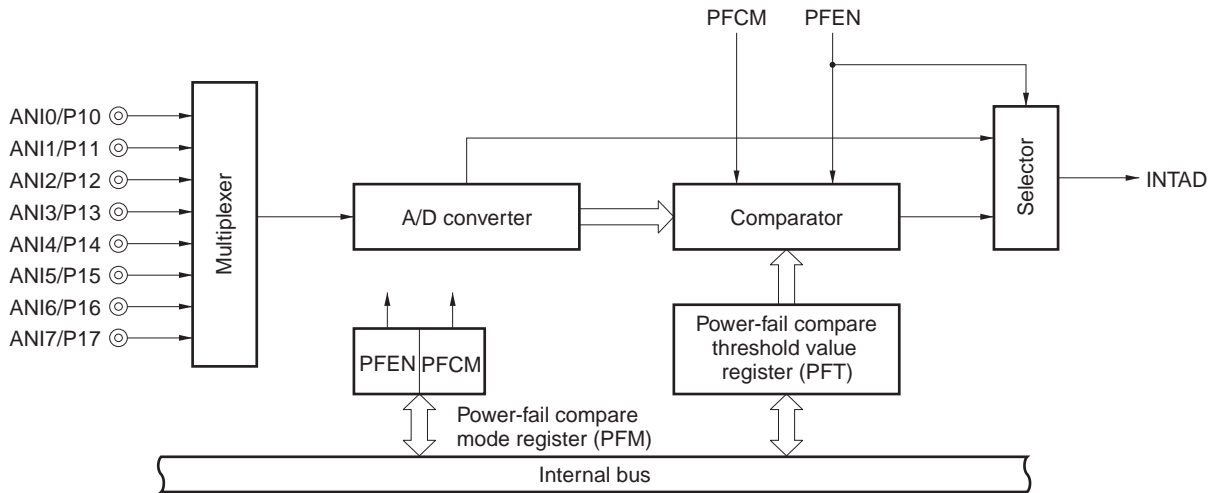 PFCM
PFEN
ANI0/P10
ANI1/P11
ANI2/P12
ANI3/P13
ANI4/P14
ANI5/P15
ANI6/P16
ANI7/P17
Multiplexer
A/D converter
Comparator
Selector
INTAD
PFEN
PFCM
Power-fail compare
mode register (PFM)
Power-fail compare
threshold value
register (PFT)
Internal bus